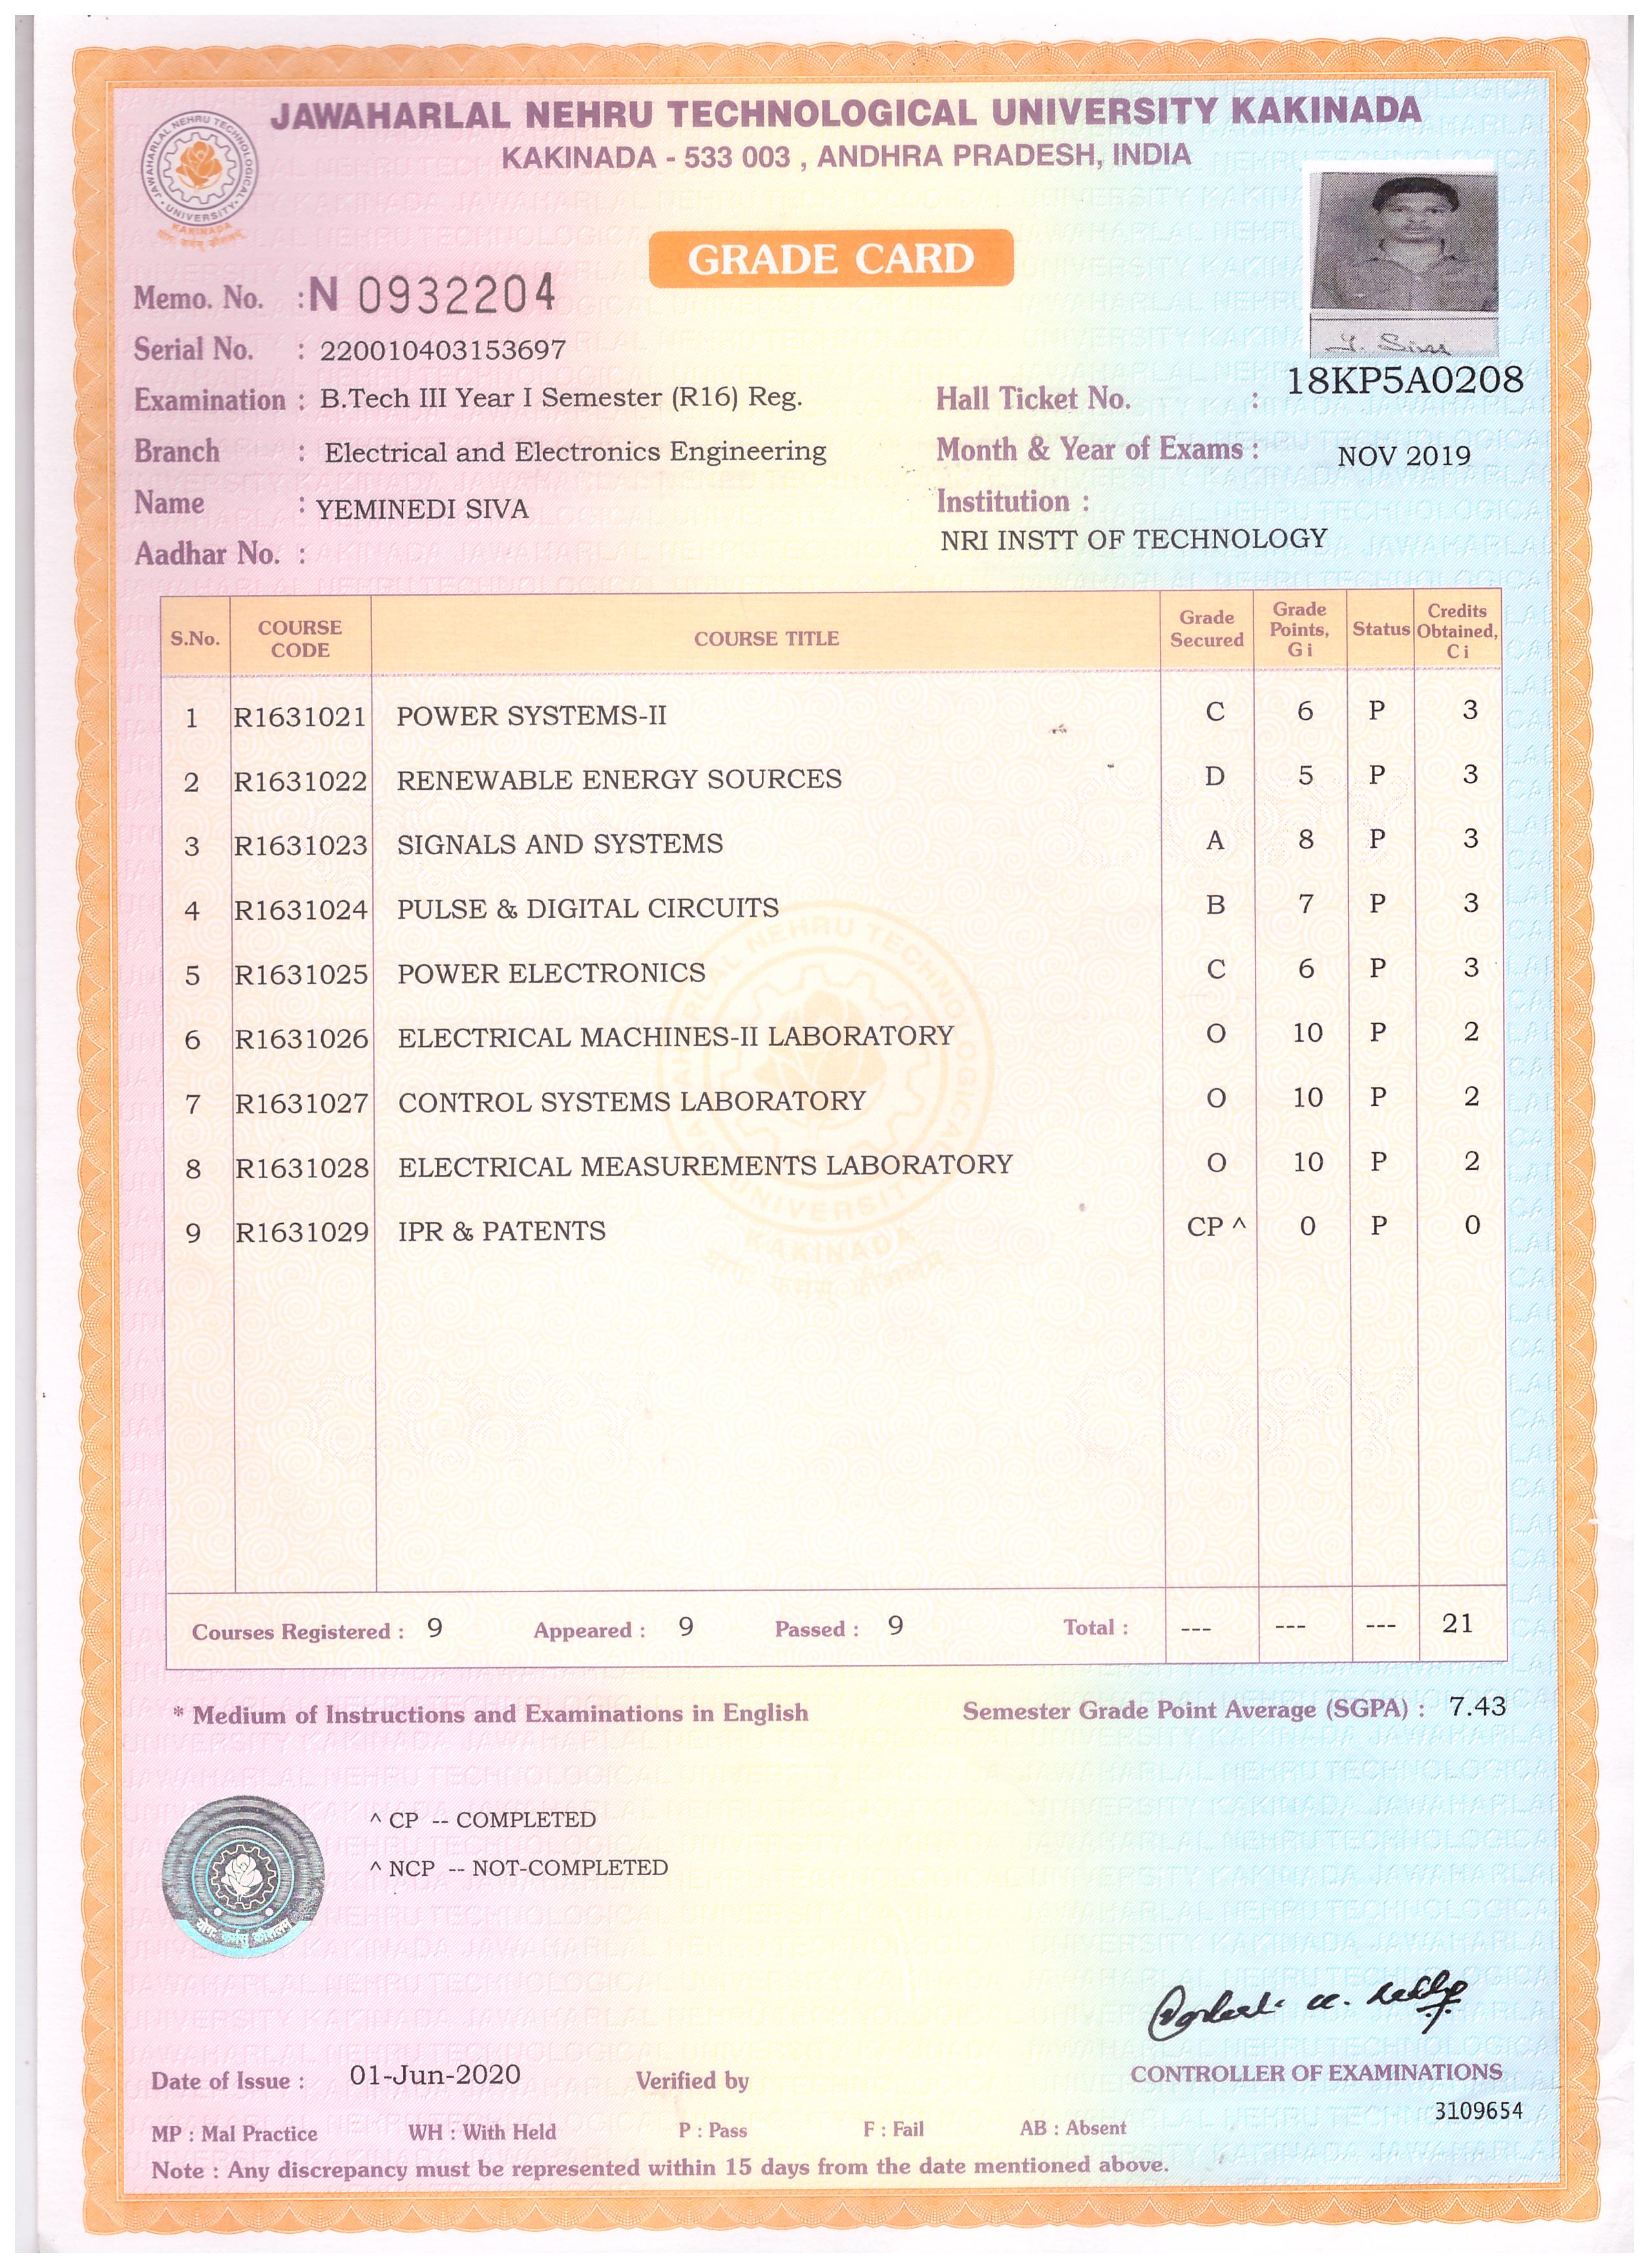 JAWAHARLAL NEHRU TECHNOLOGICAL UNIVERSITY KAKINADA
KAKINADA - 533 003 , ANDHRA PRADESH, INDIA
JAWAHARLAL NEHRU TECHNOLOGICAL
UNIVERSITY
KAKINADA
GRADE CARD
Y. Siva
Memo. No. : N 0932204
Serial No. : 220010403153697
Examination : B.Tech III Year I Semester (R16) Reg.
Hall Ticket No. : 18KP5A0208
Branch : Electrical and Electronics Engineering
Month & Year of Exams : NOV 2019
Name : YEMINEDI SIVA
Institution :
NRI INSTT OF TECHNOLOGY
Aadhar No. :
S.No. COURSE CODE COURSE TITLE Grade Secured Grade Points, G i Status Credits Obtained, C i
1 R1631021 POWER SYSTEMS-II C 6 P 3
2 R1631022 RENEWABLE ENERGY SOURCES D 5 P 3
3 R1631023 SIGNALS AND SYSTEMS A 8 P 3
4 R1631024 PULSE & DIGITAL CIRCUITS B 7 P 3
5 R1631025 POWER ELECTRONICS C 6 P 3
6 R1631026 ELECTRICAL MACHINES-II LABORATORY O 10 P 2
7 R1631027 CONTROL SYSTEMS LABORATORY O 10 P 2
8 R1631028 ELECTRICAL MEASUREMENTS LABORATORY O 10 P 2
9 R1631029 IPR & PATENTS CP ^ 0 P 0
Courses Registered : 9 Appeared : 9 Passed : 9 Total : --- --- --- 21
* Medium of Instructions and Examinations in English
Semester Grade Point Average (SGPA) : 7.43
^ CP -- COMPLETED
^ NCP -- NOT-COMPLETED
योगः कर्मसु कौशलम्
Date of Issue : 01-Jun-2020 Verified by
CONTROLLER OF EXAMINATIONS
3109654
MP : Mal Practice WH : With Held P : Pass F : Fail AB : Absent
Note : Any discrepancy must be represented within 15 days from the date mentioned above.